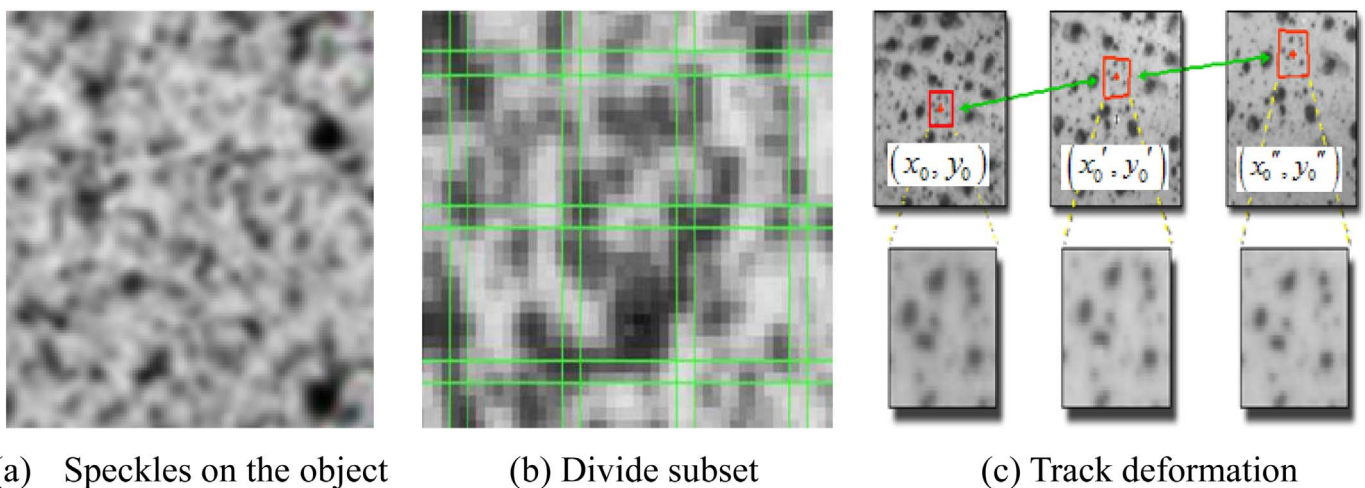 (x₀, y₀)
(x₀′, y₀′)
(x₀″, y₀″)
a) Speckles on the object
(b) Divide subset
(c) Track deformation